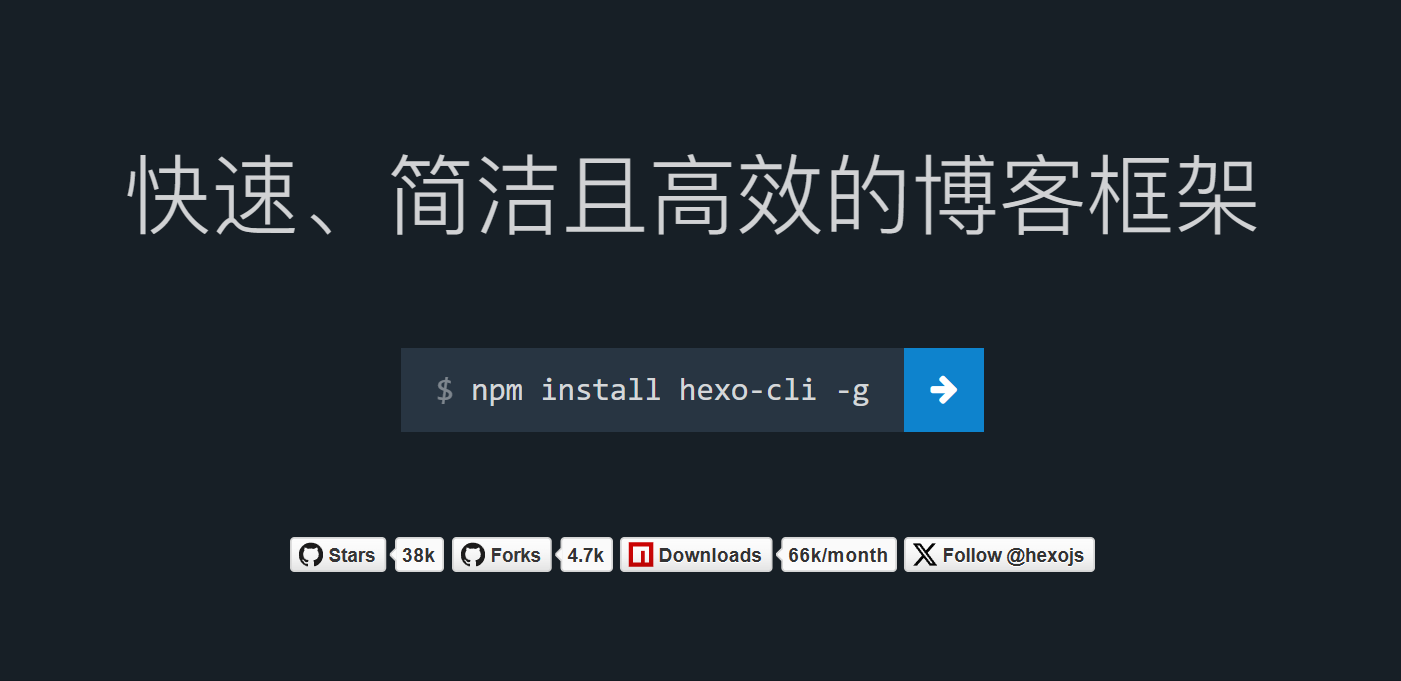 快速、简洁且高效的博客框架
$ npm install hexo-cli -g
Stars 38k Forks 4.7k Downloads 66k/month Follow @hexojs